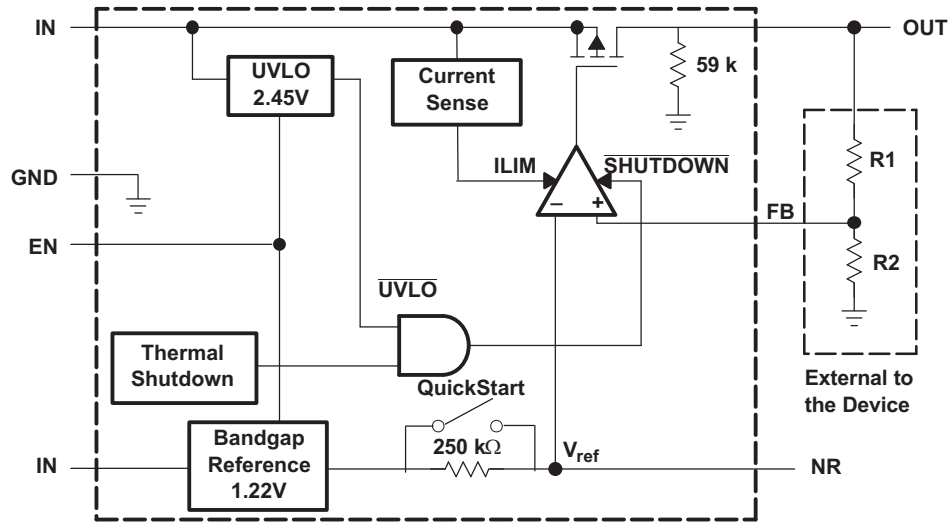 IN
OUT
UVLO
2.45V
Current
Sense
59 k
GND
ILIM
SHUTDOWN
R1
FB
EN
R2
UVLO
Thermal
Shutdown
QuickStart
External to
the Device
IN
Bandgap
Reference
1.22V
250 kΩ
Vref
NR
– +